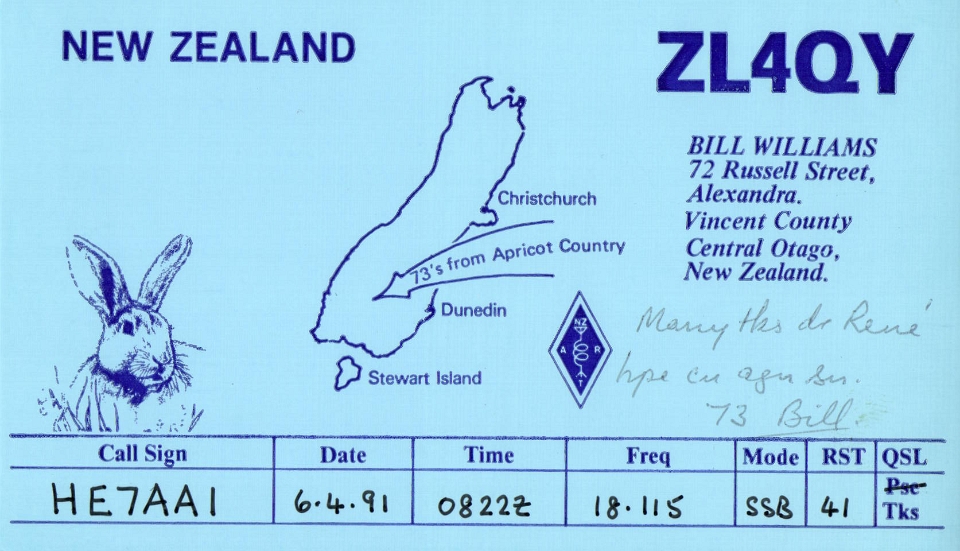 NEW ZEALAND
ZL4QY
BILL WILLIAMS
72 Russell Street,
Alexandra.
Vincent County
Central Otago,
New Zealand.
Christchurch
73's from Apricot Country
Dunedin
Stewart Island
NZ
A R
T
Many tks dr René
hpe cu agn sn.
73 Bill.
Call Sign Date Time Freq Mode RST QSL
HE7AA1 6.4.91 0822Z 18.115 SSB 41 Pse
Tks